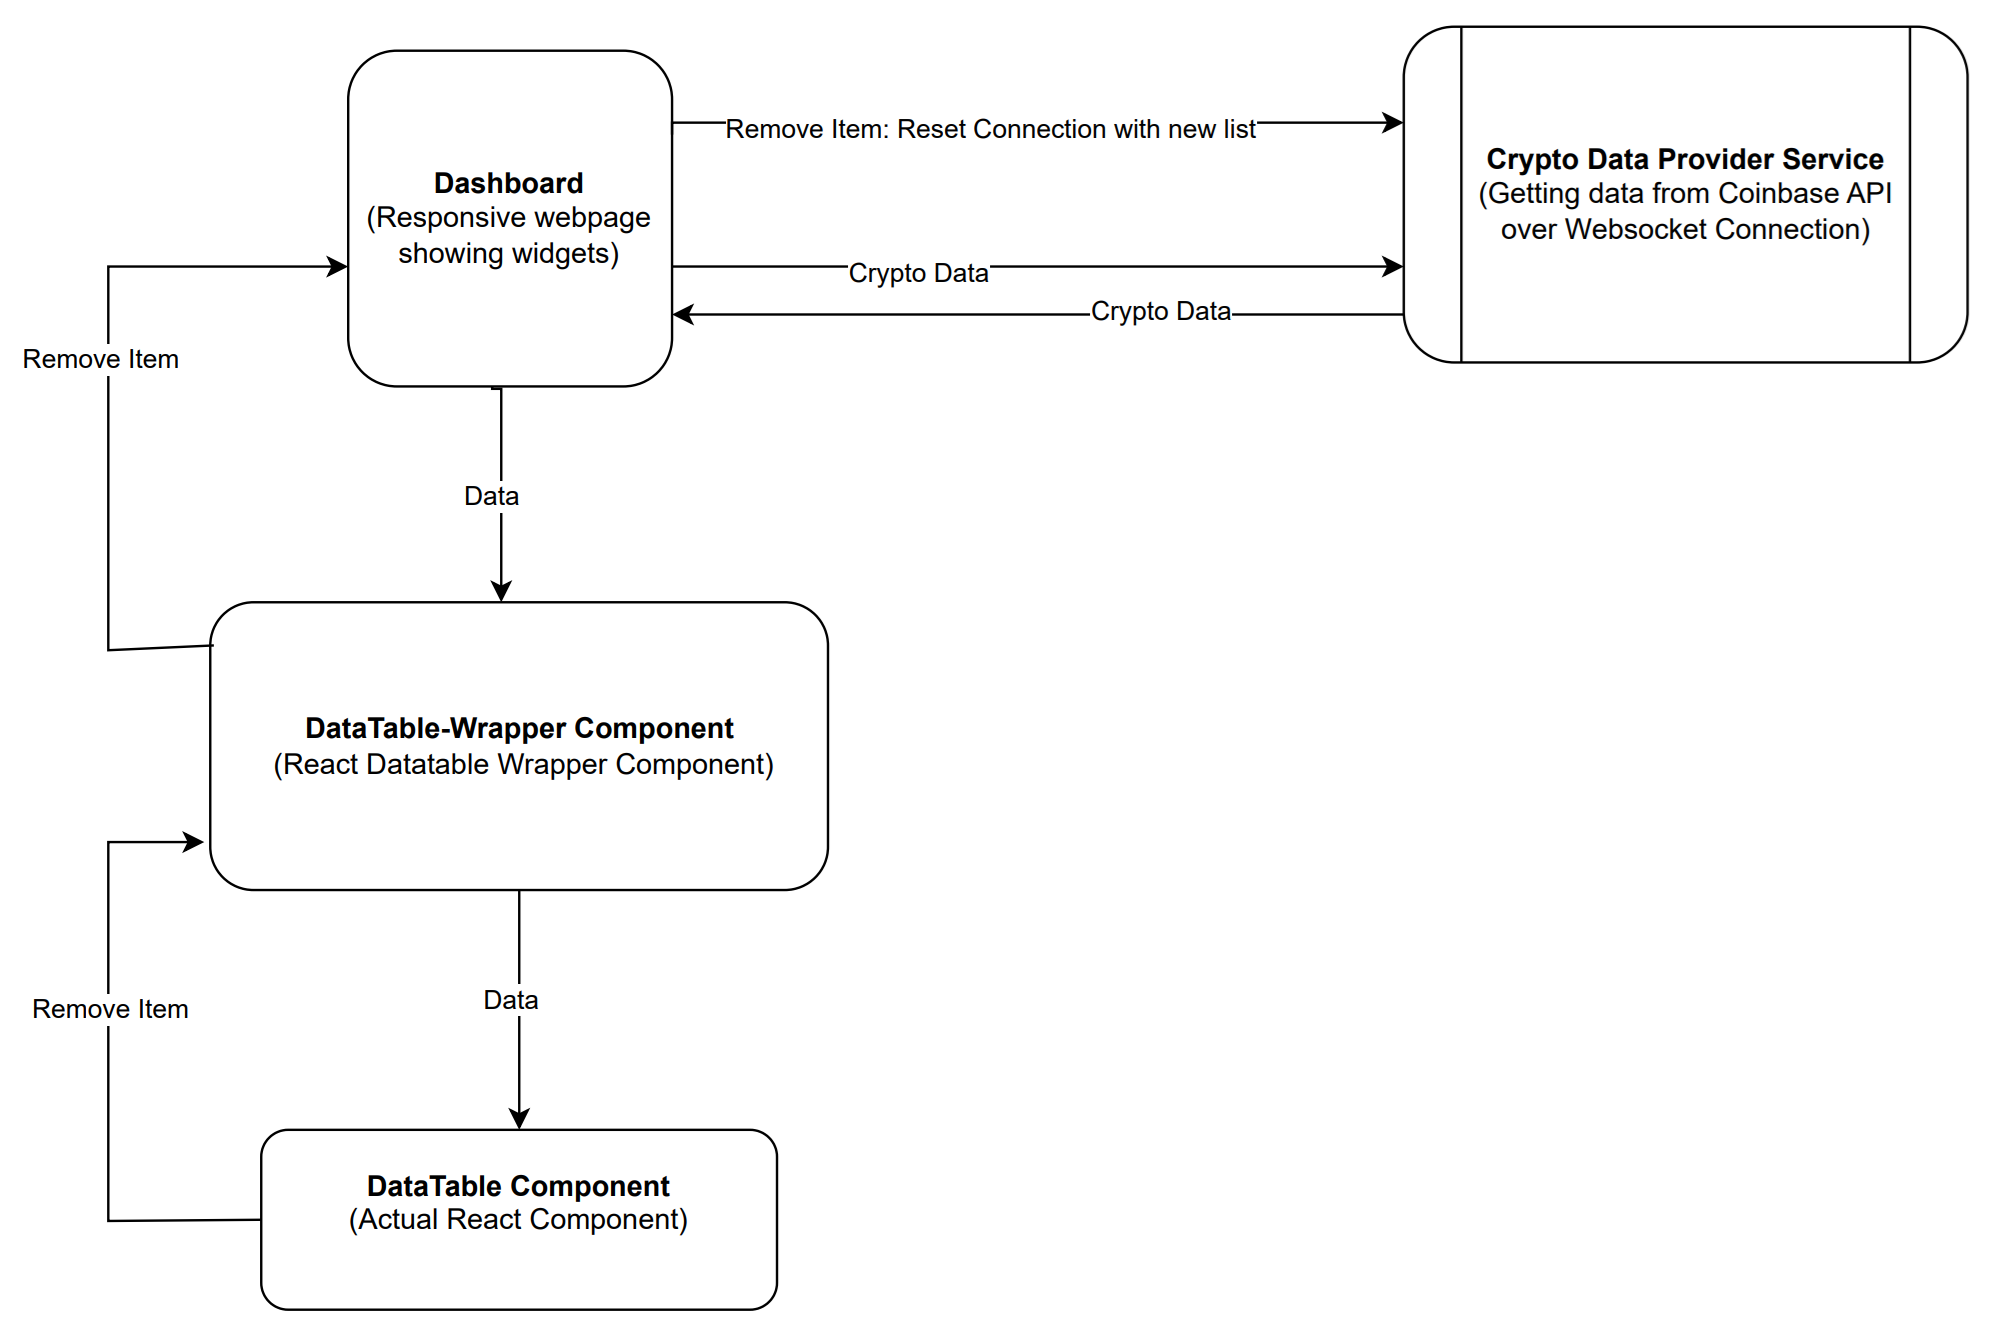 Dashboard
(Responsive webpage
showing widgets)
Remove Item: Reset Connection with new list
Crypto Data Provider Service
(Getting data from Coinbase API
over Websocket Connection)
Crypto Data
Crypto Data
Remove Item
Data
DataTable-Wrapper Component
(React Datatable Wrapper Component)
Remove Item
Data
DataTable Component
(Actual React Component)